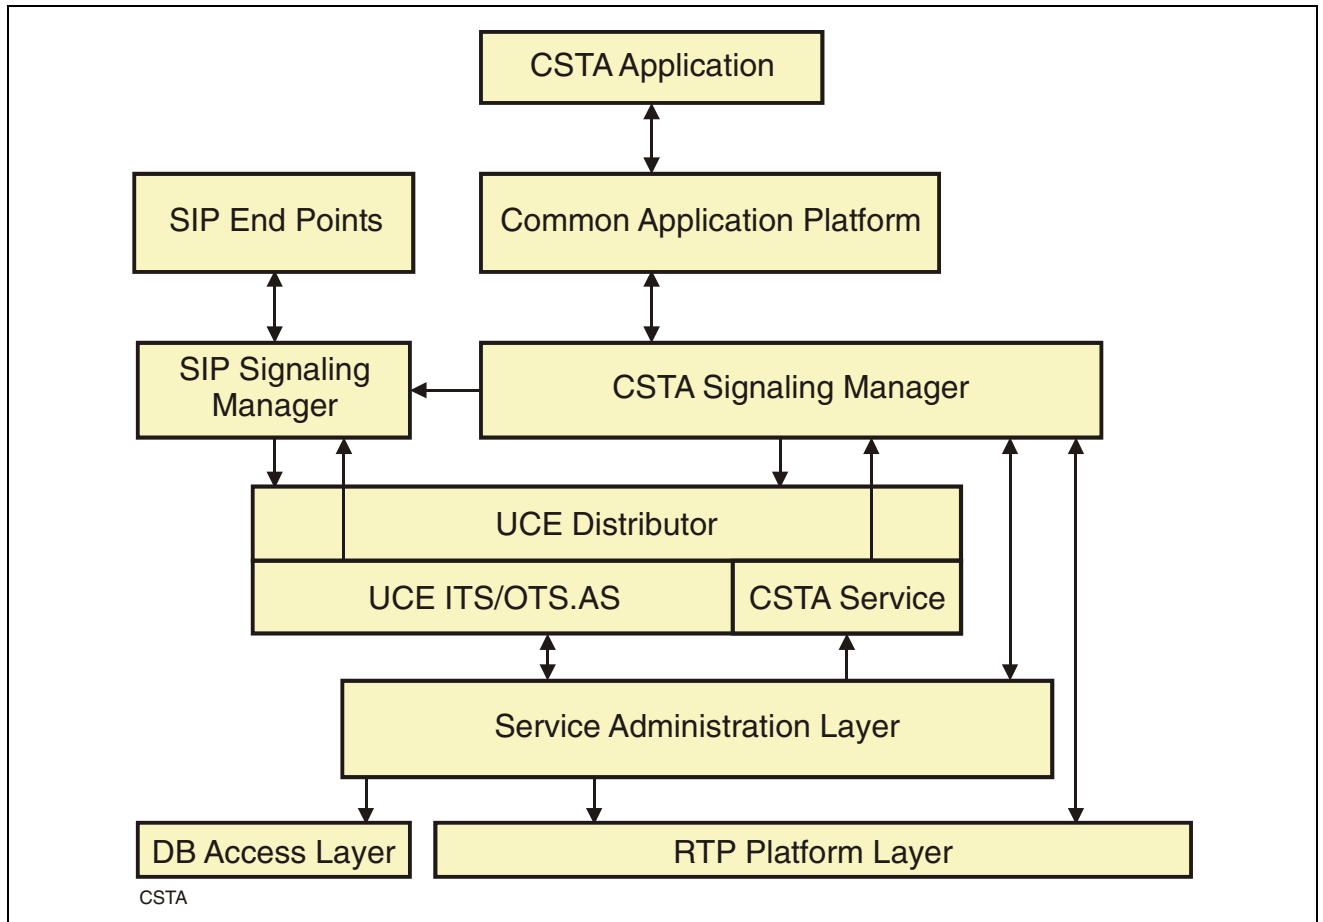 CSTA Application
SIP End Points
Common Application Platform
SIP Signaling
Manager
CSTA Signaling Manager
UCE Distributor
UCE ITS/OTS.AS
CSTA Service
Service Administration Layer
DB Access Layer
RTP Platform Layer
CSTA